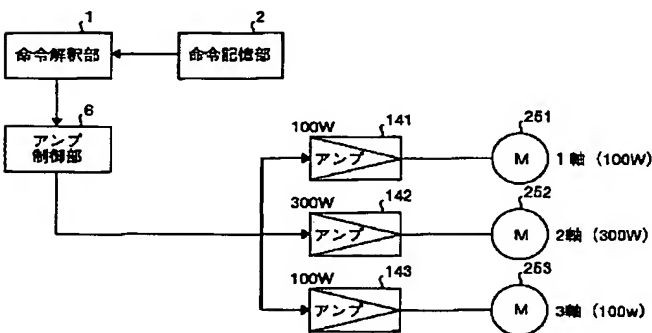 1
2
命令解釈部
命令記憶部
6
アンプ
制御部
100W
141
アンプ
251
M
1軸 (100W)
300W
142
アンプ
252
M
2軸 (300W)
100W
143
アンプ
253
M
3軸 (100w)